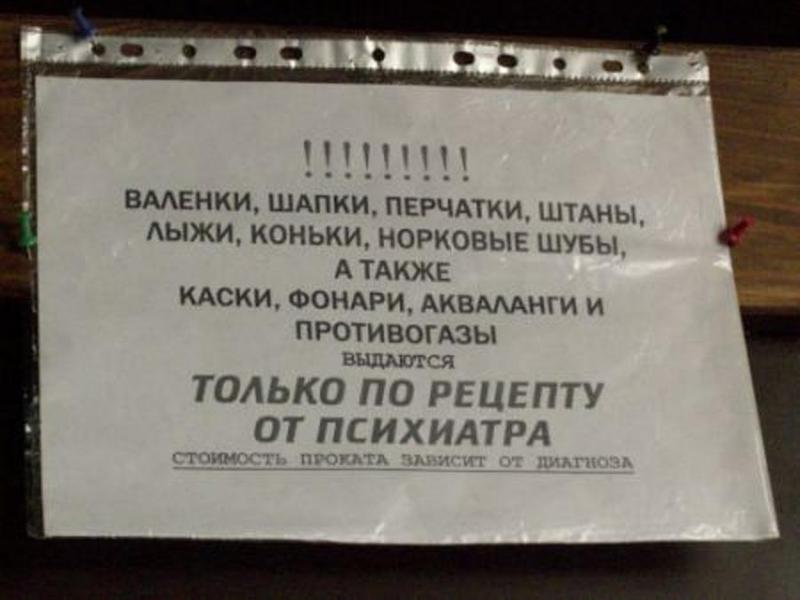 !!!!!!!!!
ВАЛЕНКИ, ШАПКИ, ПЕРЧАТКИ, ШТАНЫ,
ЛЫЖИ, КОНЬКИ, НОРКОВЫЕ ШУБЫ,
А ТАКЖЕ
КАСКИ, ФОНАРИ, АКВАЛАНГИ И
ПРОТИВОГАЗЫ
ВЫДАЮТСЯ
ТОЛЬКО ПО РЕЦЕПТУ
ОТ ПСИХИАТРА
СТОИМОСТЬ ПРОКАТА ЗАВИСИТ ОТ ДИАГНОЗА